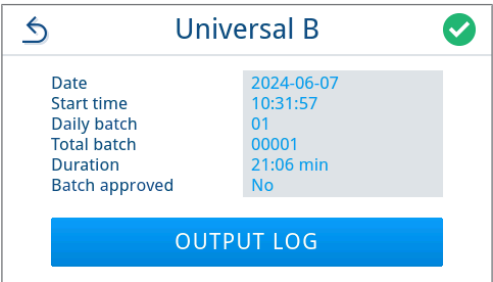 Universal B
Date 2024-06-07
Start time 10:31:57
Daily batch 01
Total batch 00001
Duration 21:06 min
Batch approved No
OUTPUT LOG